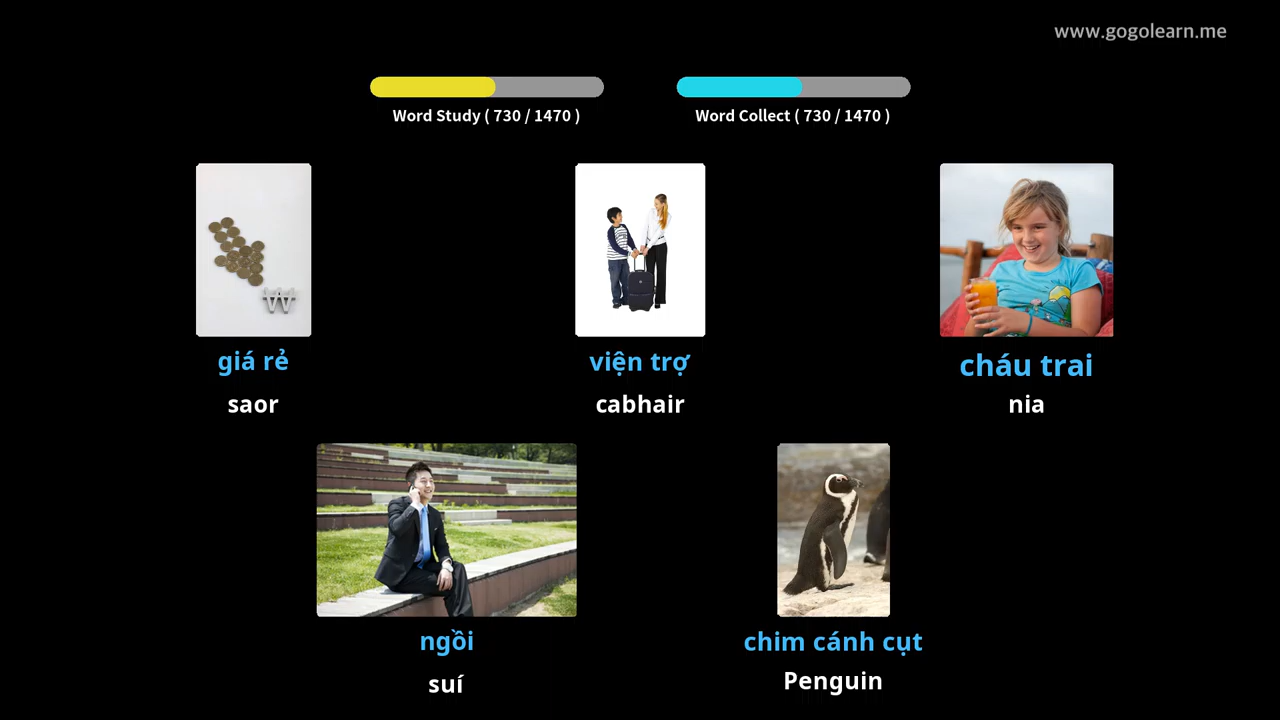 www.gogolearn.me
Word Study ( 730 / 1470 )
Word Collect ( 730 / 1470 )
giá rẻ
saor
viện trợ
cabhair
cháu trai
nia
ngồi
suí
chim cánh cụt
Penguin